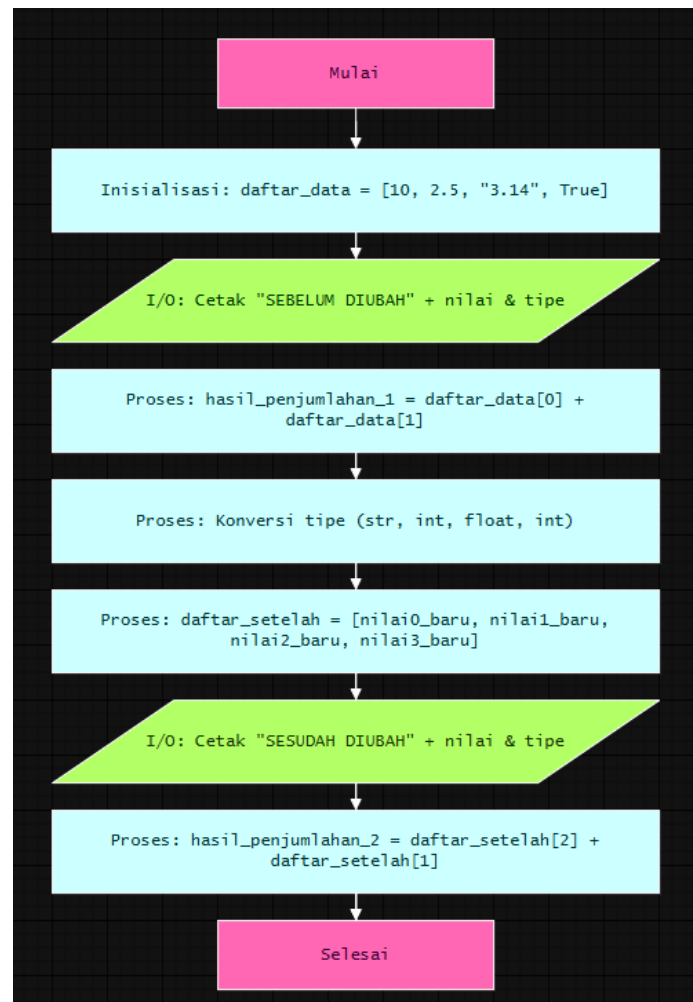 Mulai
Inisialisasi: daftar_data = [10, 2.5, "3.14", True]
I/O: Cetak "SEBELUM DIUBAH" + nilai & tipe
Proses: hasil_penjumlahan_1 = daftar_data[0] +
daftar_data[1]
Proses: Konversi tipe (str, int, float, int)
Proses: daftar_setelah = [nilai0_baru, nilai1_baru,
nilai2_baru, nilai3_baru]
I/O: Cetak "SESUDAH DIUBAH" + nilai & tipe
Proses: hasil_penjumlahan_2 = daftar_setelah[2] +
daftar_setelah[1]
Selesai